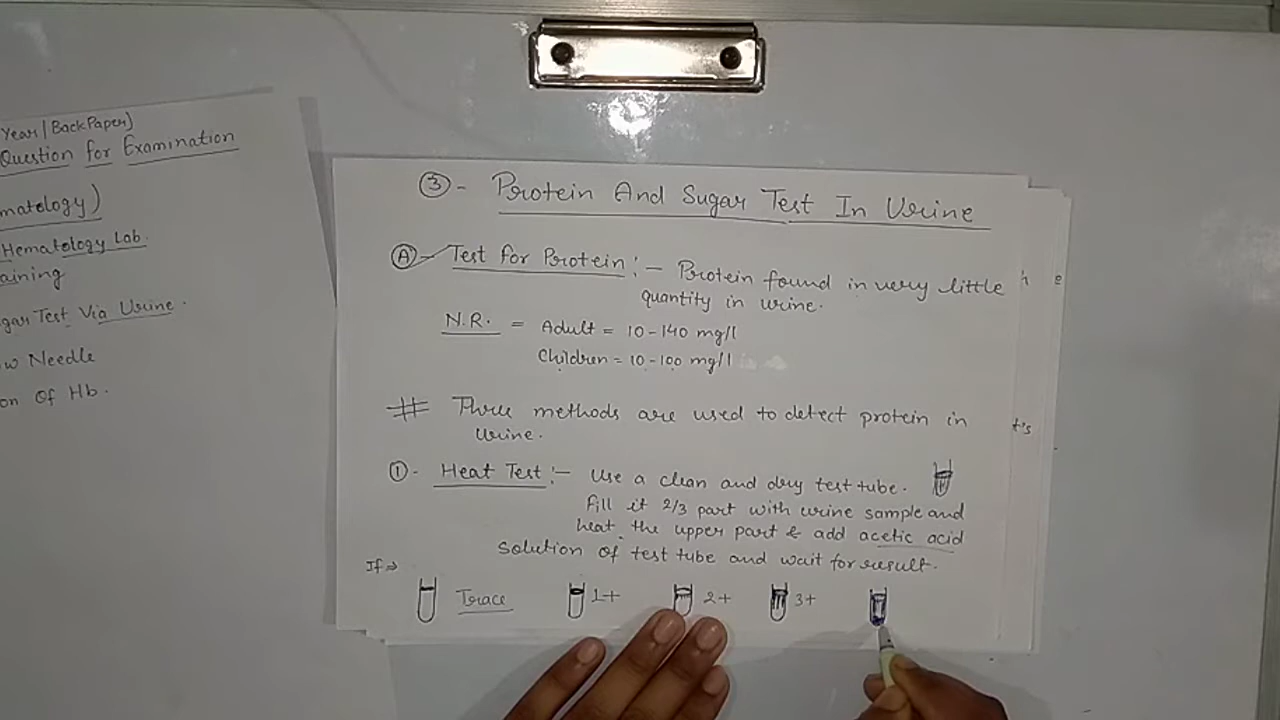 Year/BackPaper)
Question for Examination
matology)
Hematology Lab.
aining
gar Test Via Urine.
w Needle
on Of Hb.
③- Protein And Sugar Test In Urine
Ⓐ- Test for Protein :- Protein found in very little
quantity in urine.
N.R. = Adult = 10-140 mg/l
Children = 10-100 mg/l
# Three methods are used to detect protein in
Urine.
①- Heat Test :- Use a clean and dry test tube.
fill it 2/3 part with urine sample and
heat the upper part & add acetic acid
solution of test tube and wait for result.
If ⇒
Trace 1+ 2+ 3+
h e
t's